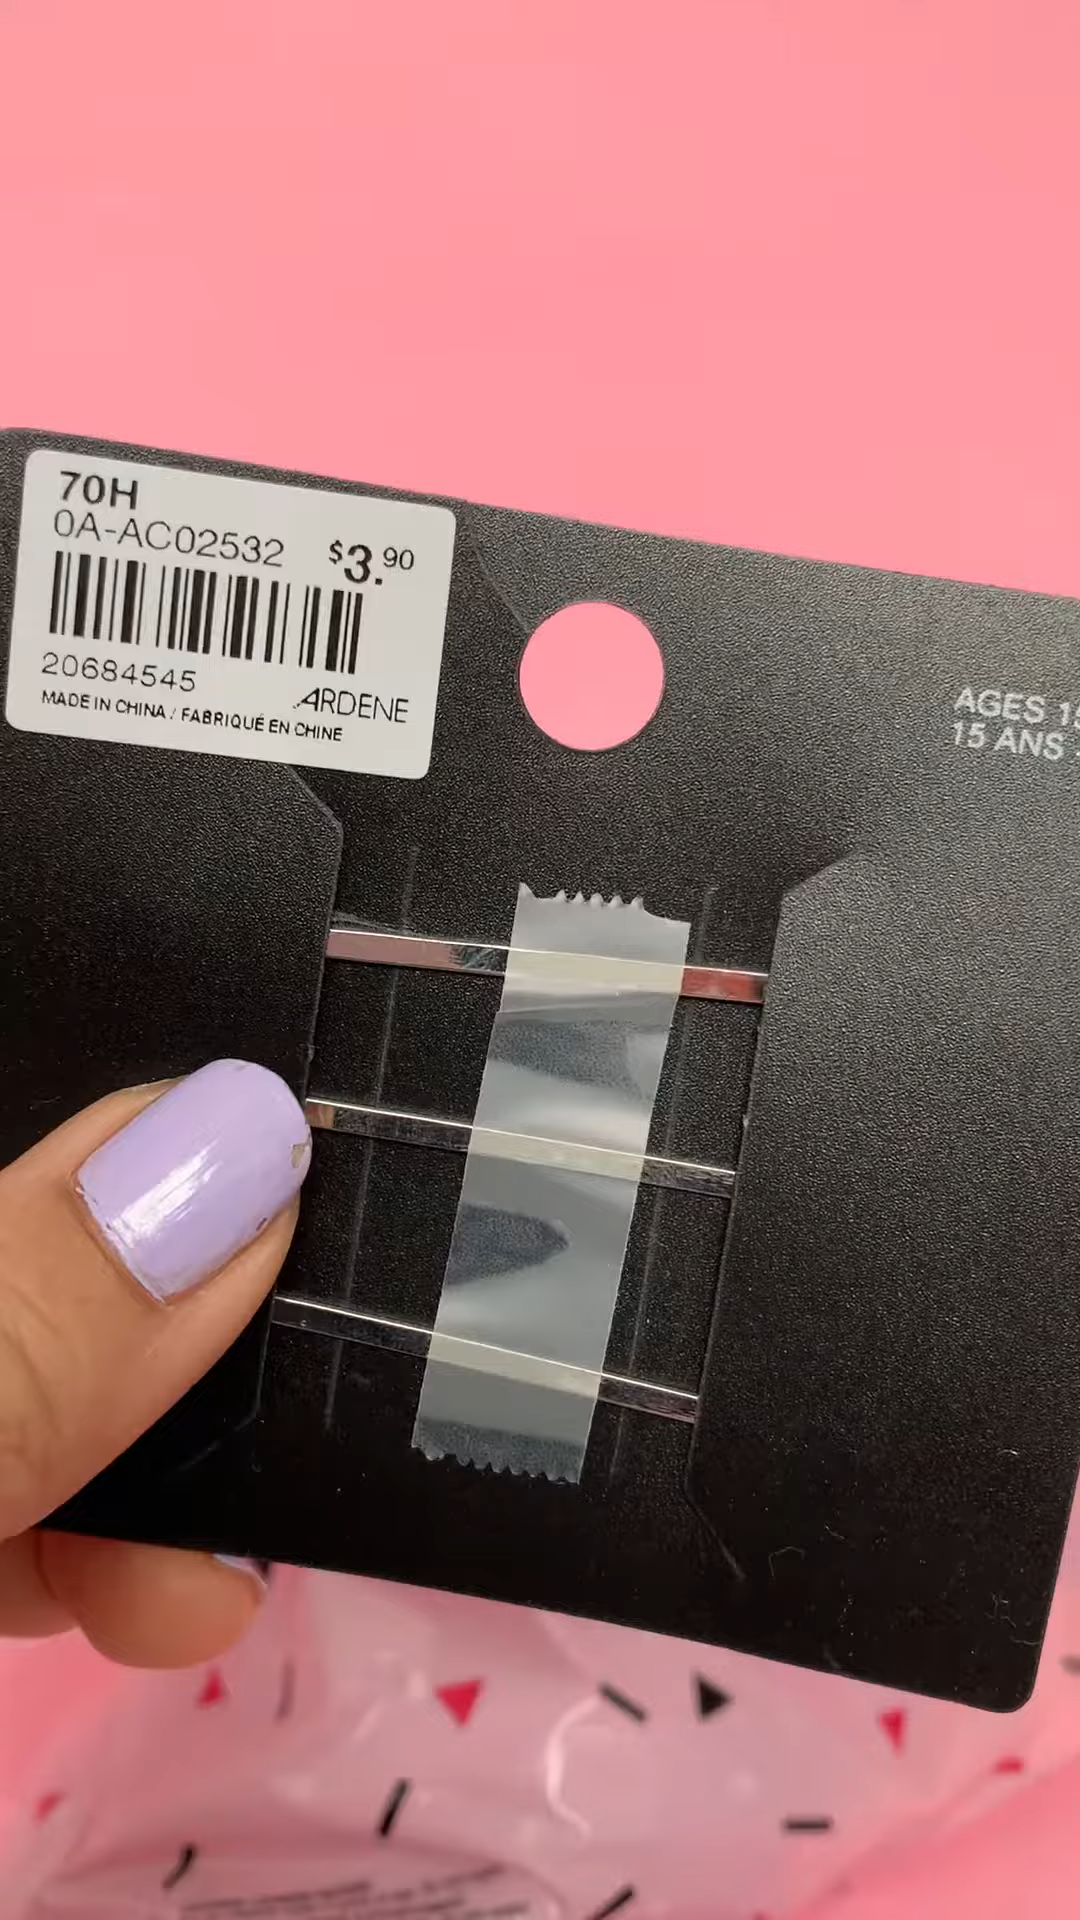 70H
0A-AC02532 $3.90
20684545 ARDENE
MADE IN CHINA / FABRIQUÉ EN CHINE
AGES
15 ANS